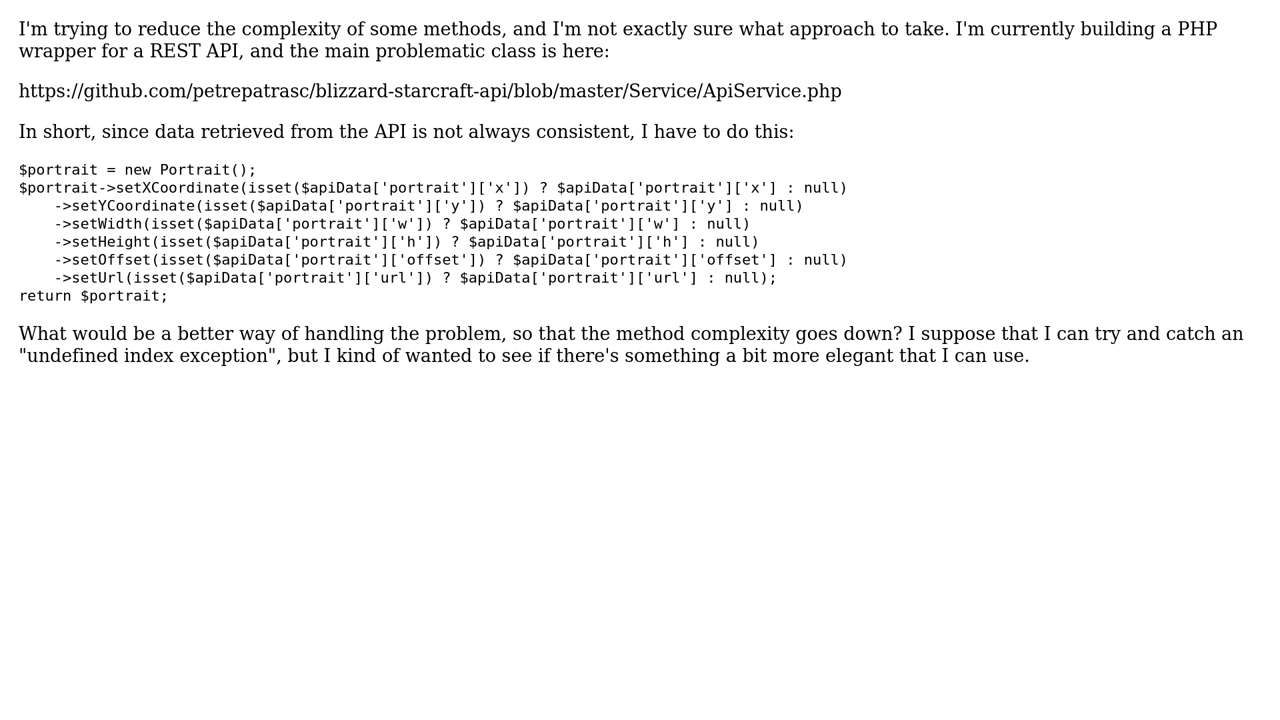 I'm trying to reduce the complexity of some methods, and I'm not exactly sure what approach to take. I'm currently building a PHP
wrapper for a REST API, and the main problematic class is here:
https://github.com/petrepatrasc/blizzard-starcraft-api/blob/master/Service/ApiService.php
In short, since data retrieved from the API is not always consistent, I have to do this:
$portrait = new Portrait();
$portrait->setXCoordinate(isset($apiData['portrait']['x']) ? $apiData['portrait']['x'] : null)
    ->setYCoordinate(isset($apiData['portrait']['y']) ? $apiData['portrait']['y'] : null)
    ->setWidth(isset($apiData['portrait']['w']) ? $apiData['portrait']['w'] : null)
    ->setHeight(isset($apiData['portrait']['h']) ? $apiData['portrait']['h'] : null)
    ->setOffset(isset($apiData['portrait']['offset']) ? $apiData['portrait']['offset'] : null)
    ->setUrl(isset($apiData['portrait']['url']) ? $apiData['portrait']['url'] : null);
return $portrait;
What would be a better way of handling the problem, so that the method complexity goes down? I suppose that I can try and catch an
"undefined index exception", but I kind of wanted to see if there's something a bit more elegant that I can use.